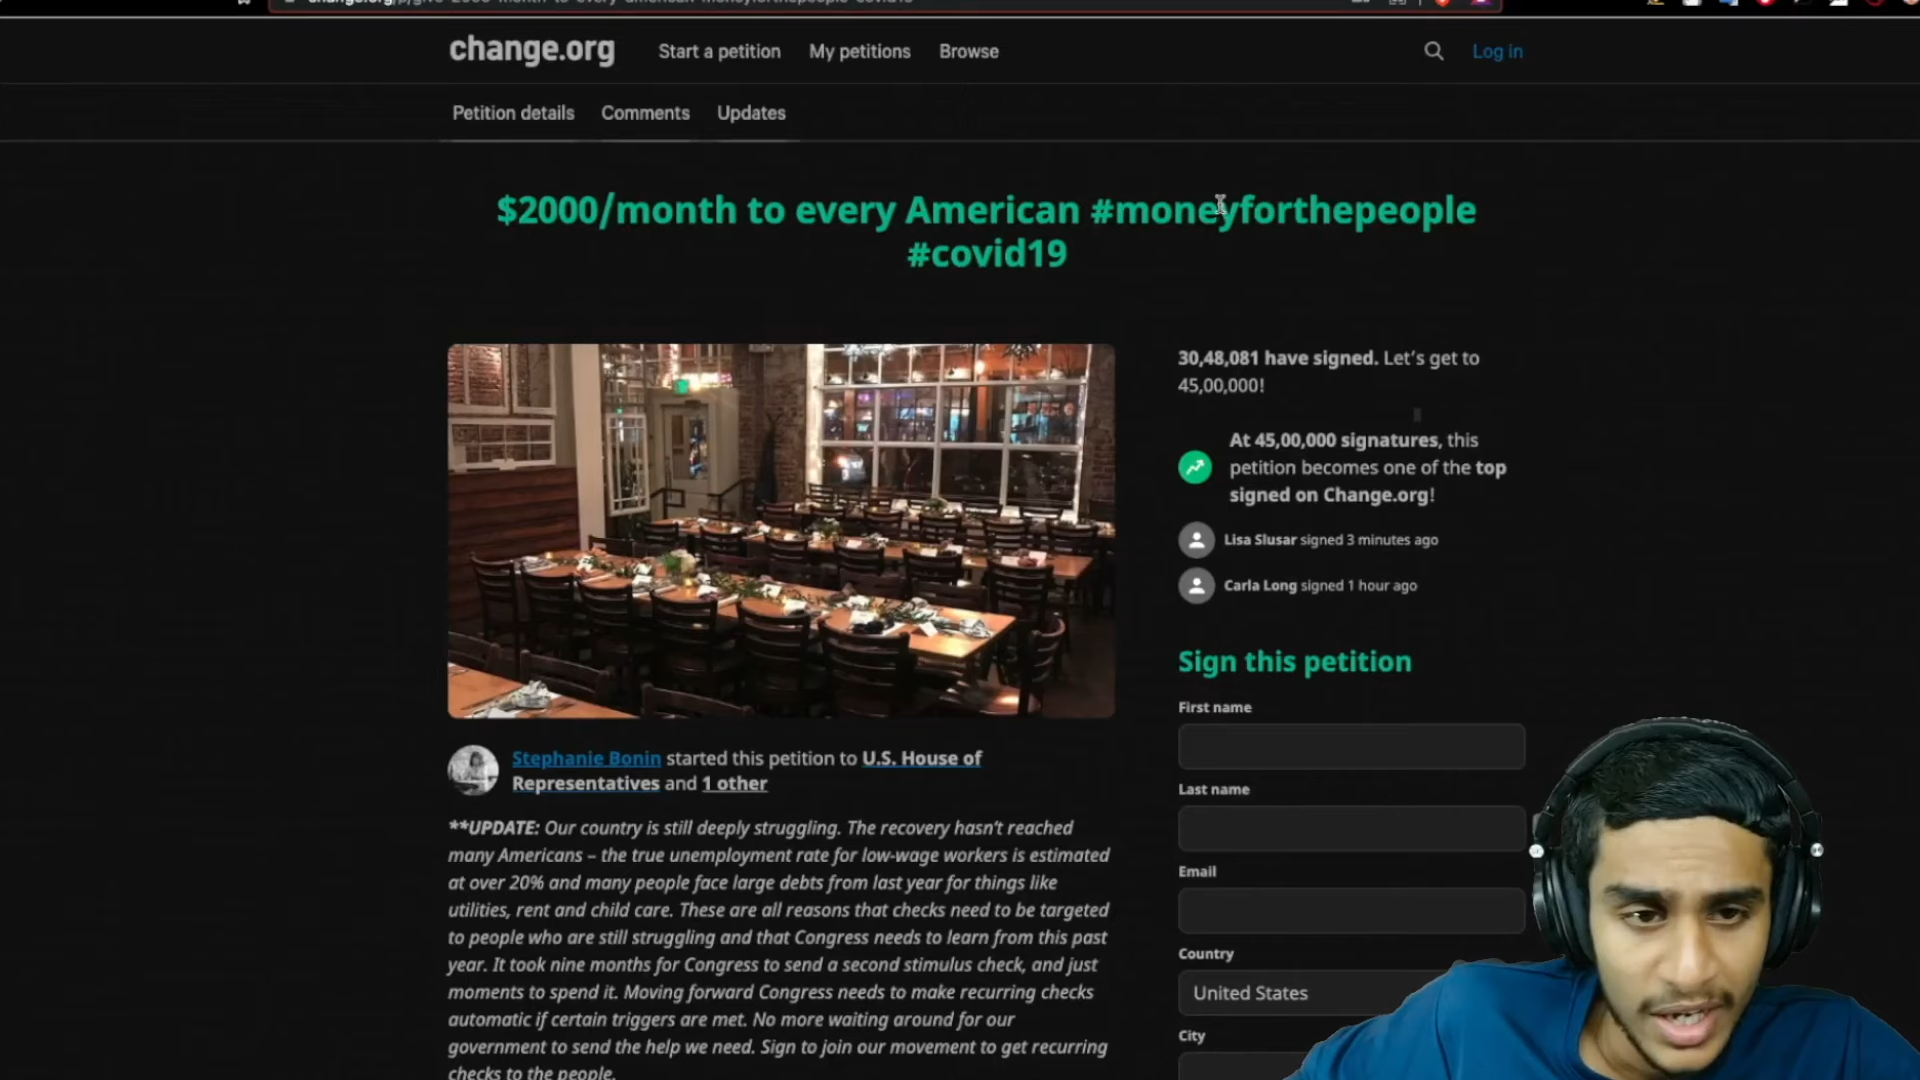 change.org
Start a petition
My petitions
Browse
Log in
Petition details
Comments
Updates
$2000/month to every American #moneyforthepeople
#covid19
30,48,081 have signed. Let's get to
45,00,000!
At 45,00,000 signatures, this
petition becomes one of the top
signed on Change.org!
Lisa Slusar signed 3 minutes ago
Carla Long signed 1 hour ago
Sign this petition
First name
Last name
Email
Country
United States
City
Stephanie Bonin started this petition to U.S. House of
Representatives and 1 other
**UPDATE: Our country is still deeply struggling. The recovery hasn't reached
many Americans – the true unemployment rate for low-wage workers is estimated
at over 20% and many people face large debts from last year for things like
utilities, rent and child care. These are all reasons that checks need to be targeted
to people who are still struggling and that Congress needs to learn from this past
year. It took nine months for Congress to send a second stimulus check, and just
moments to spend it. Moving forward Congress needs to make recurring checks
automatic if certain triggers are met. No more waiting around for our
government to send the help we need. Sign to join our movement to get recurring
checks to the people.